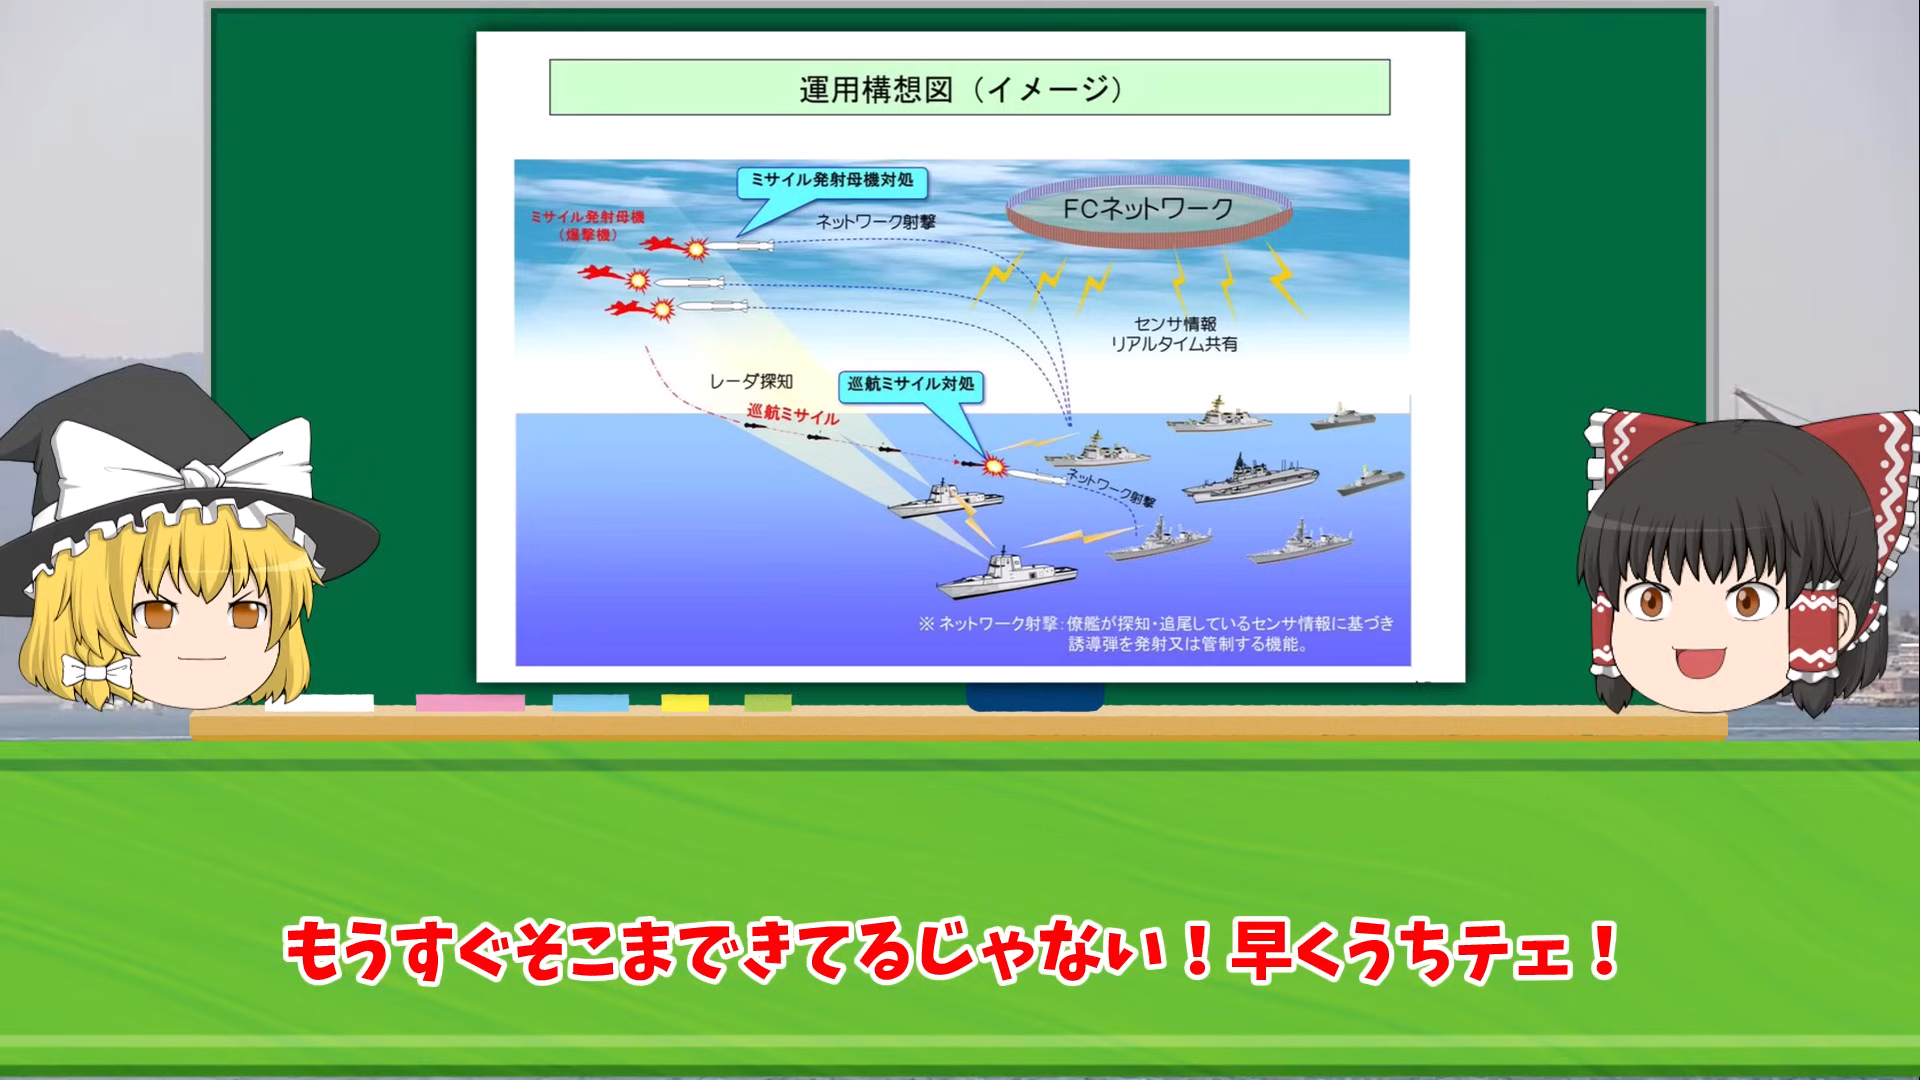 運用構想図（イメージ）
ミサイル発射母機対処
ミサイル発射母機
（爆撃機）
ネットワーク射撃
FCネットワーク
センサ情報
リアルタイム共有
レーダ探知
巡航ミサイル対処
巡航ミサイル
ネットワーク射撃
※ ネットワーク射撃：僚艦が探知・追尾しているセンサ情報に基づき
誘導弾を発射又は管制する機能。
もうすぐそこまできてるじゃない！早くうちテェ！